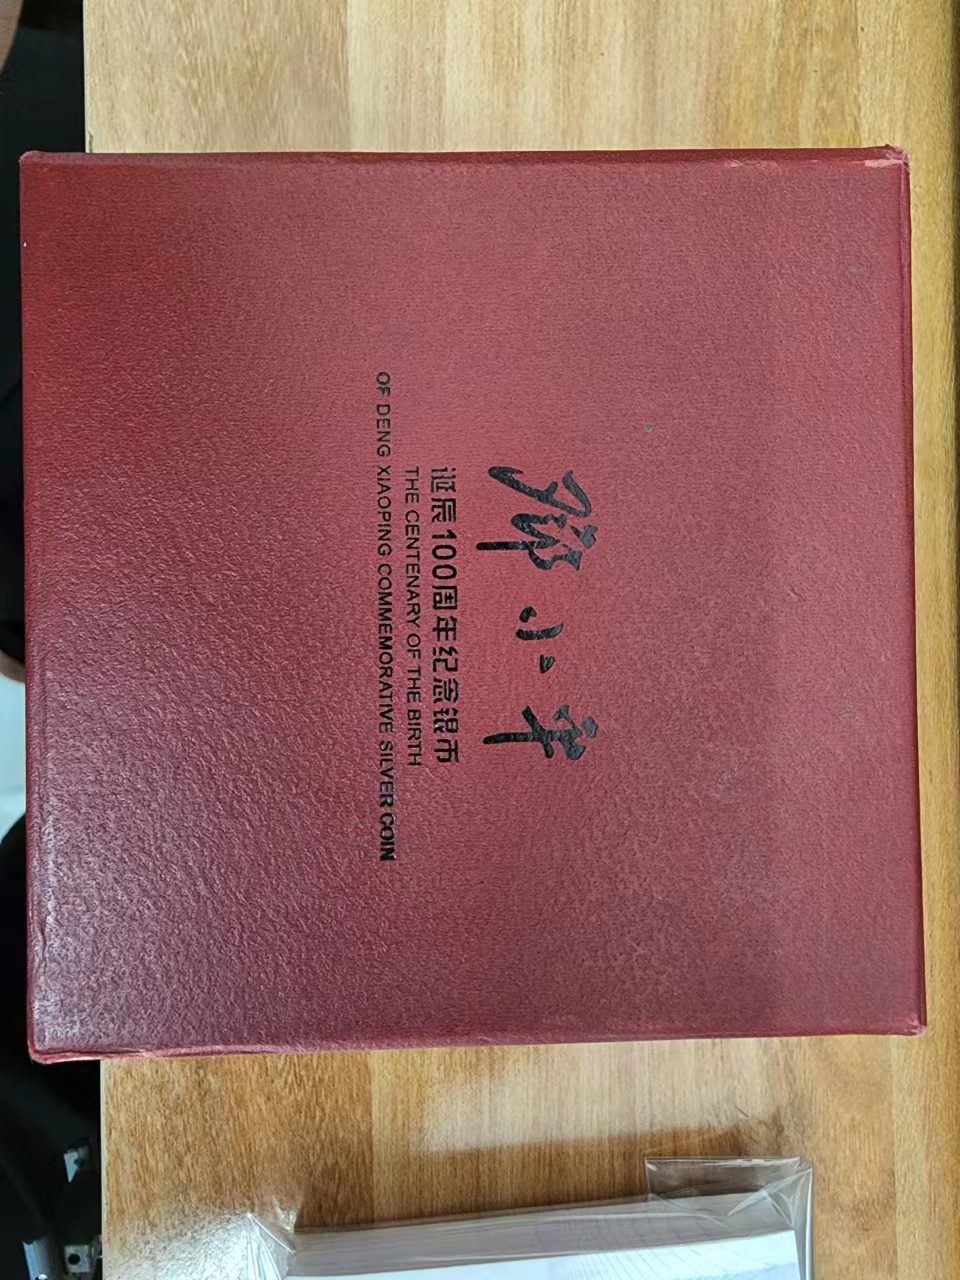 邓小平
诞辰100周年纪念银币
THE CENTENARY OF THE BIRTH
OF DENG XIAOPING COMMEMORATIVE SILVER COIN